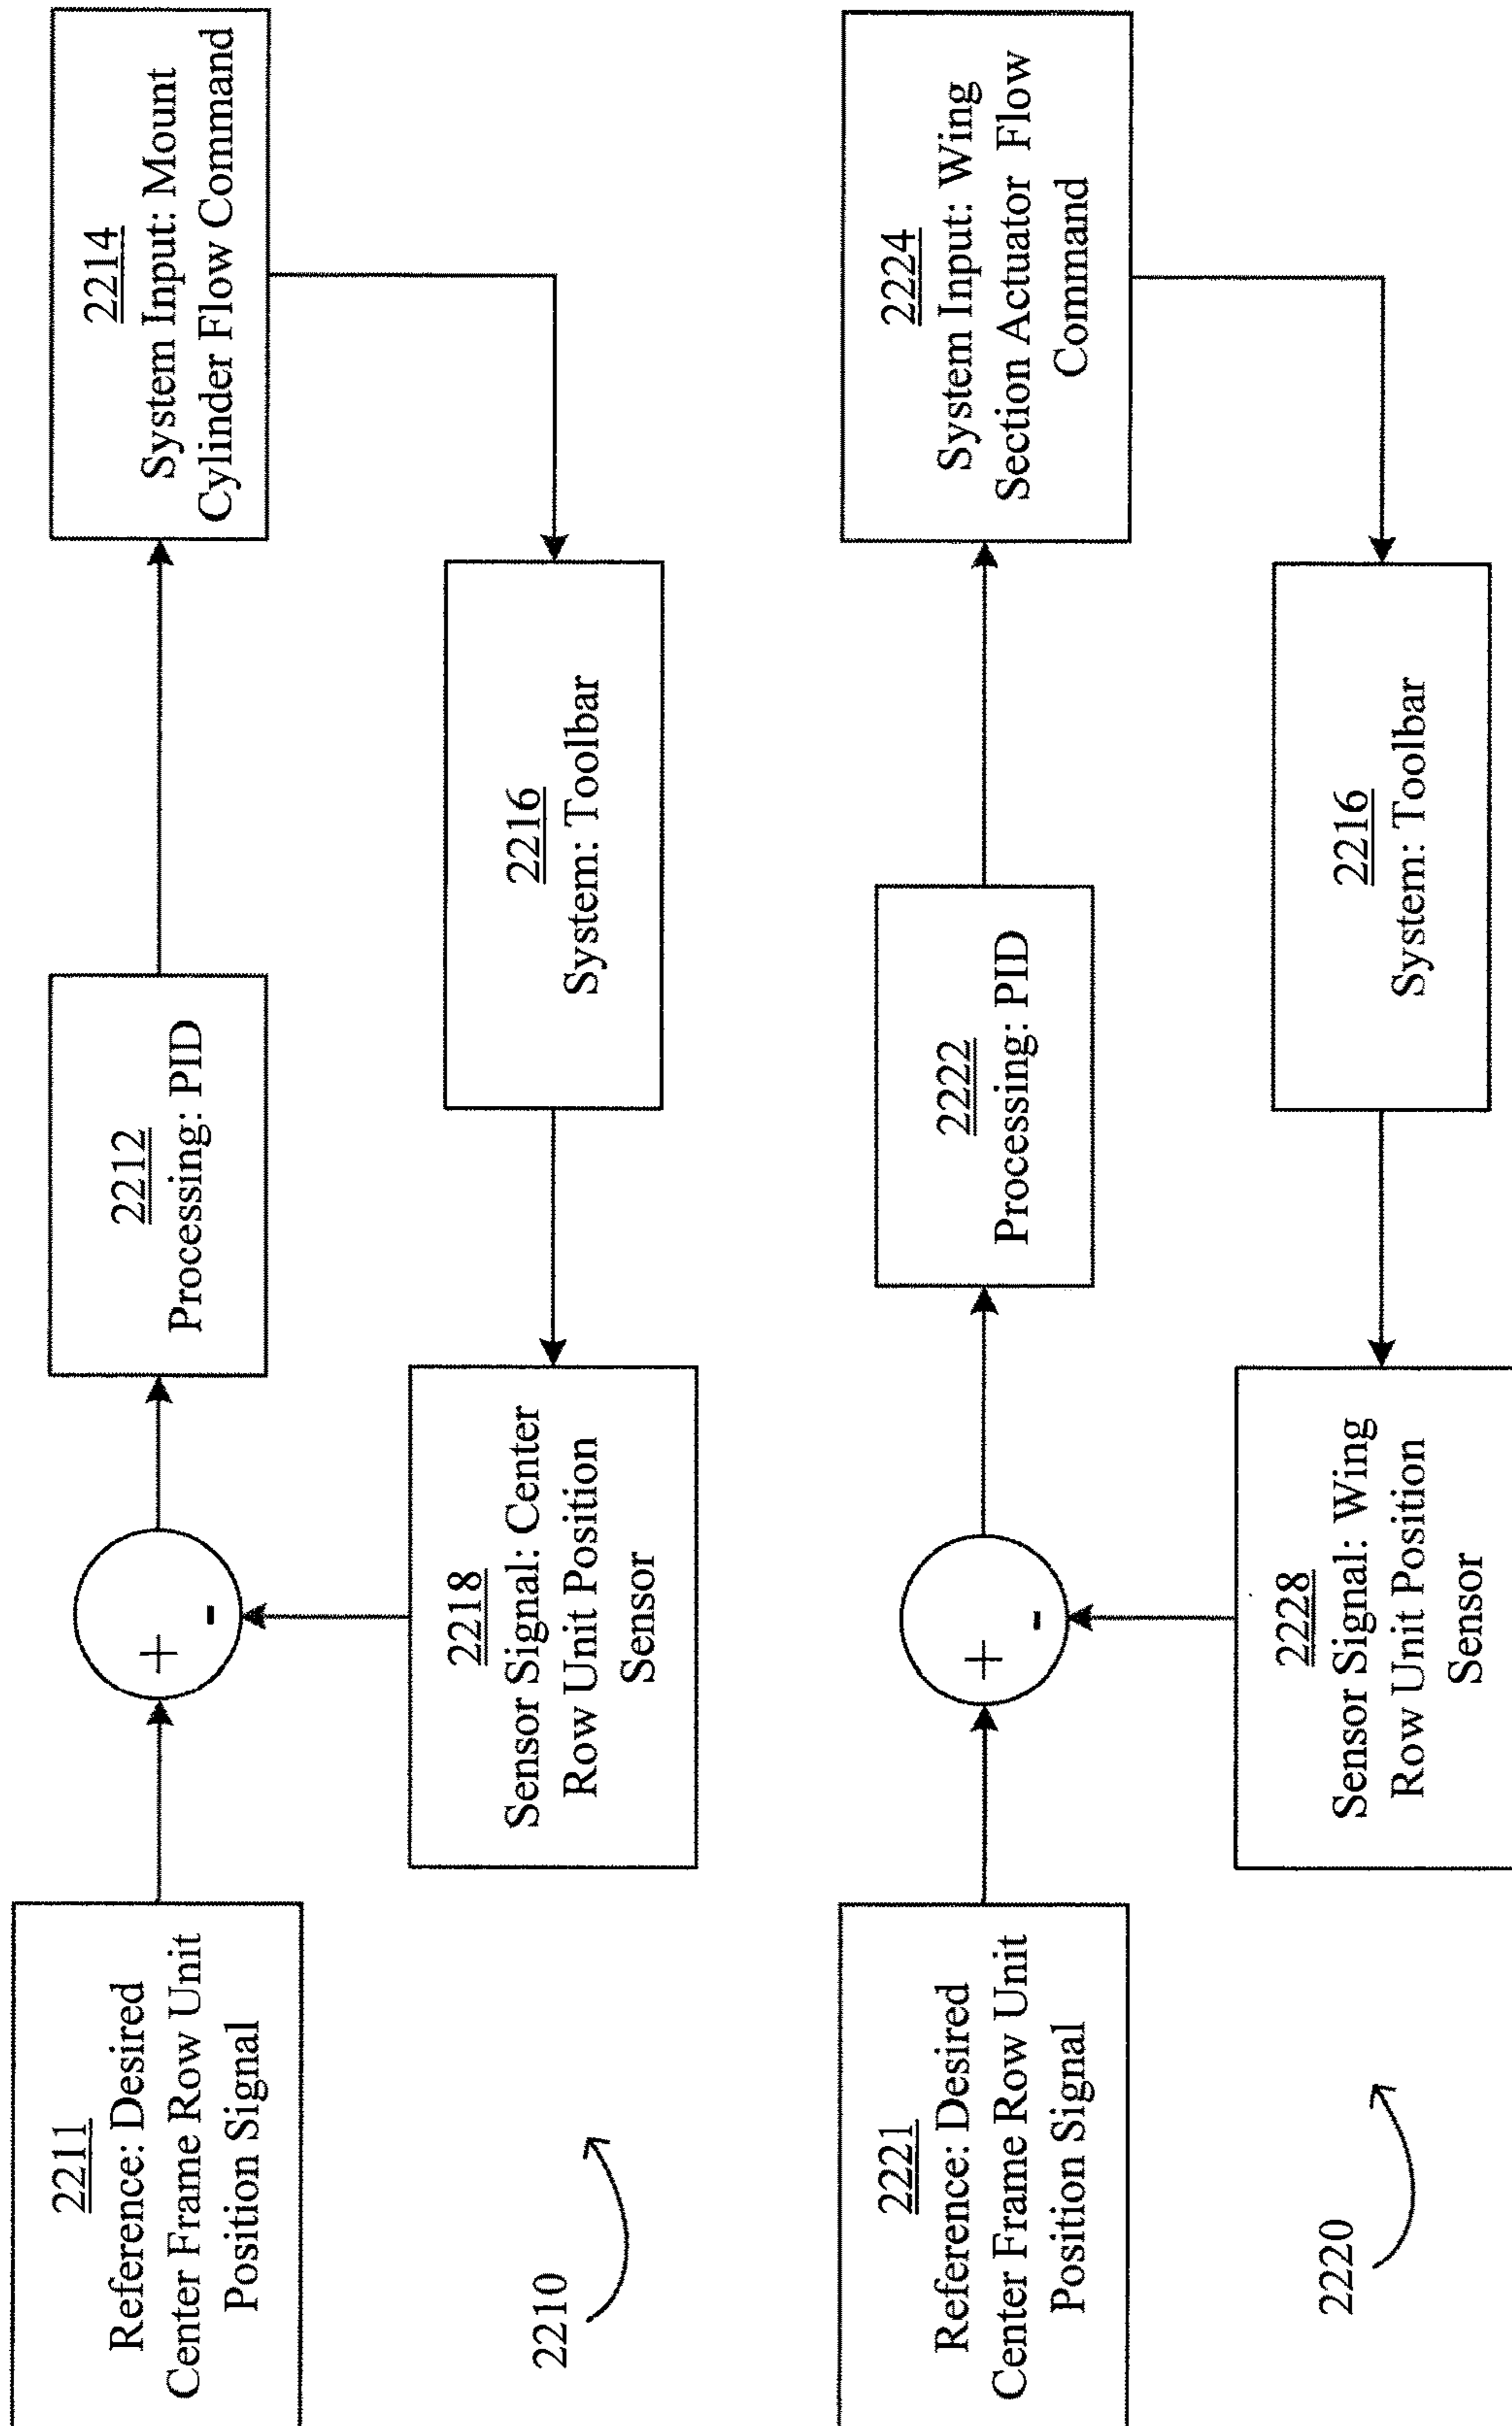 2211
Reference: Desired
Center Frame Row Unit
Position Signal
+
-
2212
Processing: PID
2214
System Input: Mount
Cylinder Flow Command
2218
Sensor Signal: Center
Row Unit Position
Sensor
2216
System: Toolbar
2210
2221
Reference: Desired
Center Frame Row Unit
Position Signal
+
-
2222
Processing: PID
2224
System Input: Wing
Section Actuator Flow
Command
2228
Sensor Signal: Wing
Row Unit Position
Sensor
2216
System: Toolbar
2220